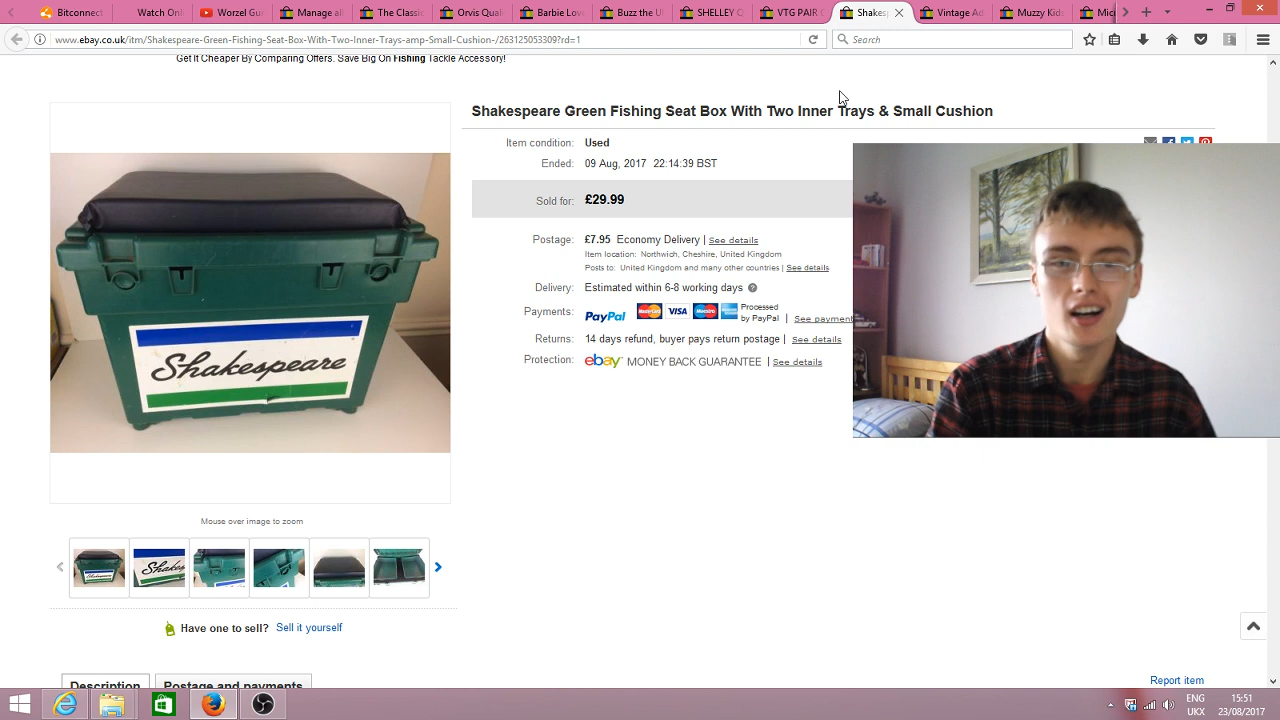 Bitconnect
Watch Onl
Worzel Gur
Manage all
The Classic
Orvis Quali
Barbie Love
Buzz the U
SHELLEY C
VTG PAIR
Shakesp
Vintage Ad
Muzzy Kids
www.ebay.co.uk/itm/Shakespeare-Green-Fishing-Seat-Box-With-Two-Inner-Trays-amp-Small-Cushion-/263125053309?rd=1
Search
Get It Cheaper By Comparing Offers. Save Big On Fishing Tackle Accessory!
Shakespeare Green Fishing Seat Box With Two Inner Trays & Small Cushion
Item condition: Used
Ended: 09 Aug, 2017 22:14:39 BST
Sold for: £29.99
Postage: £7.95 Economy Delivery | See details
Item location: Northwich, Cheshire, United Kingdom
Posts to: United Kingdom and many other countries | See details
Delivery: Estimated within 6-8 working days
Payments: PayPal MasterCard VISA Maestro Processed by PayPal | See payment
Returns: 14 days refund, buyer pays return postage | See details
Protection: ebay MONEY BACK GUARANTEE | See details
Shakespeare
Mouse over image to zoom
Have one to sell? Sell it yourself
Description
Postage and payments
Report item
ENG
UKX
15:51
23/08/2017